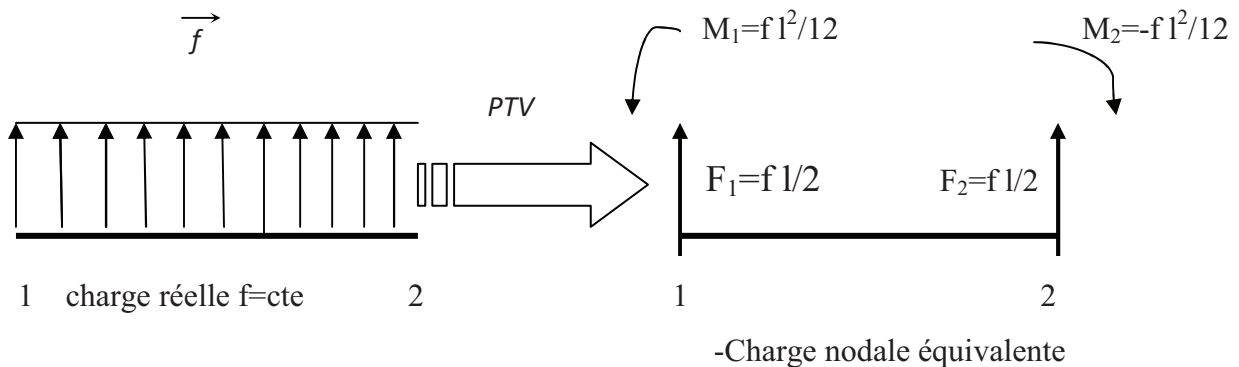 f
M₁=f l²/12
M₂=-f l²/12
PTV
F₁=f l/2
F₂=f l/2
1 charge réelle f=cte 2
1 2
-Charge nodale équivalente